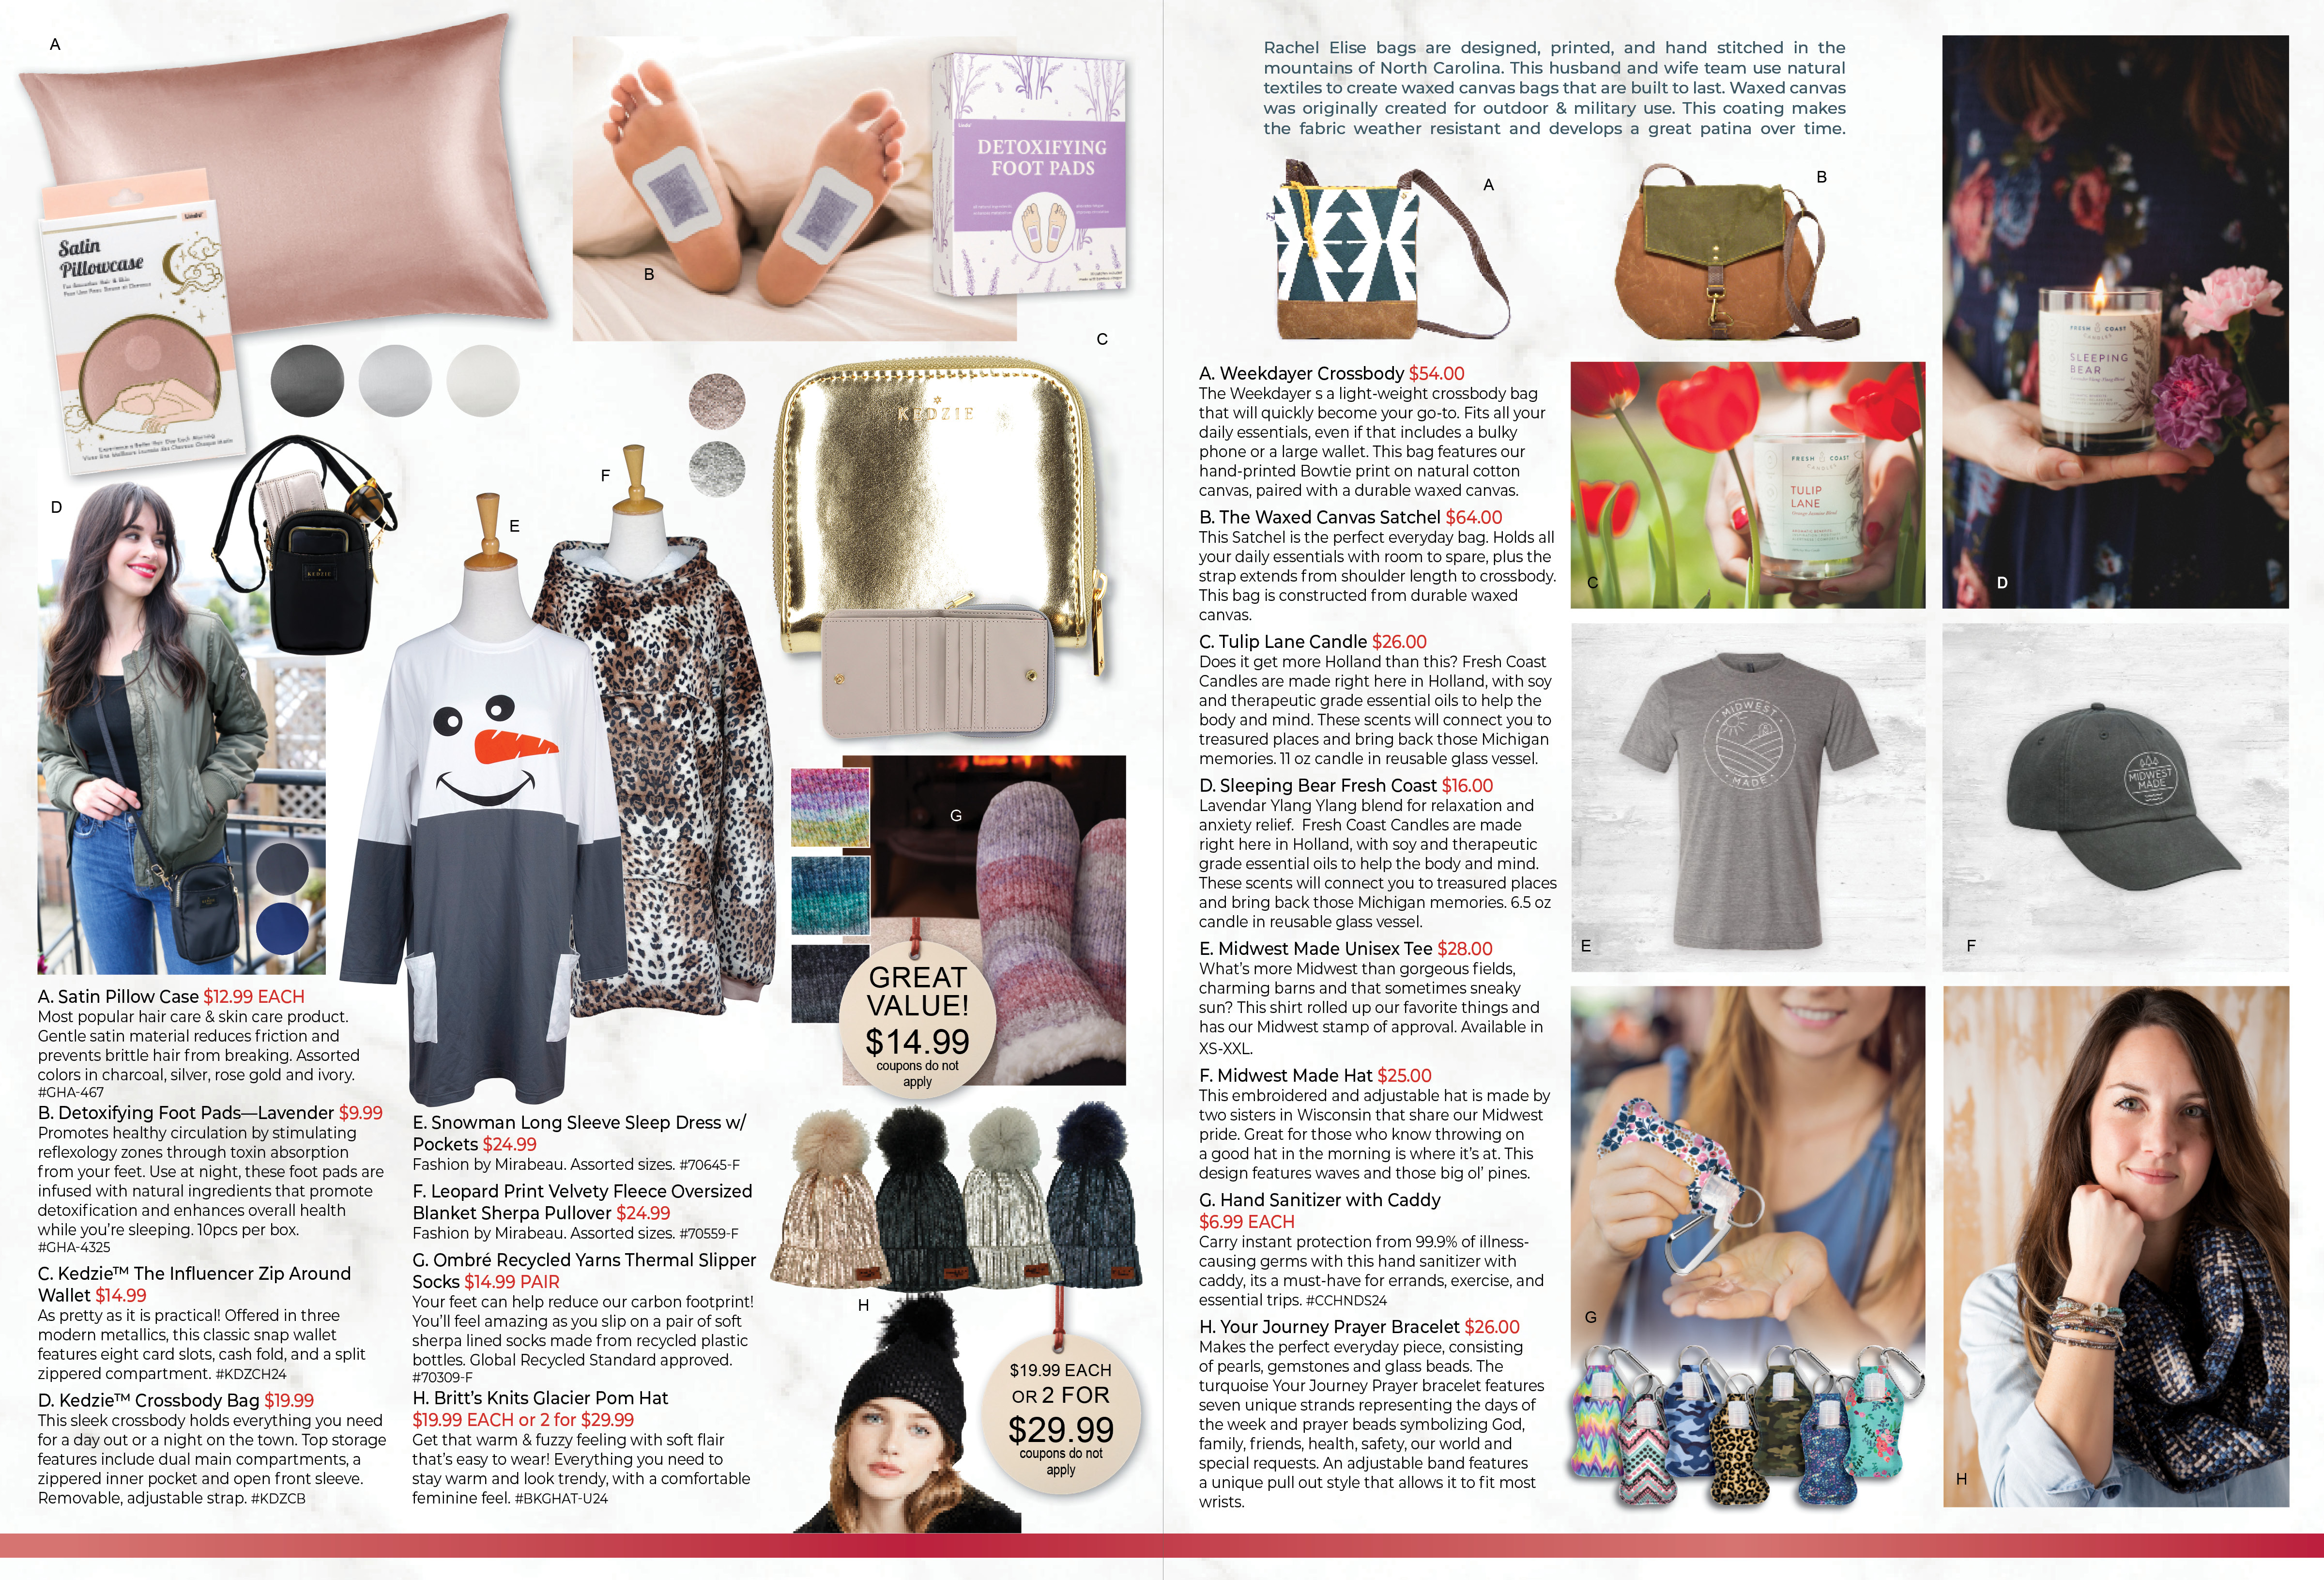 A
Linda
Satin
Pillowcase
For Smoother Hair & Skin
Experience a Better Hair Else Each Morning
B
Linda
DETOXIFYING
FOOT PADS
C
KEDZIE
D
KEDZIE
E
F
G
GREAT
VALUE!
$14.99
coupons do not
apply
H
$19.99 EACH
OR 2 FOR
$29.99
coupons do not
apply
A. Satin Pillow Case $12.99 EACH
Most popular hair care & skin care product.
Gentle satin material reduces friction and
prevents brittle hair from breaking. Assorted
colors in charcoal, silver, rose gold and ivory.
#GHA-467
B. Detoxifying Foot Pads—Lavender $9.99
Promotes healthy circulation by stimulating
reflexology zones through toxin absorption
from your feet. Use at night, these foot pads are
infused with natural ingredients that promote
detoxification and enhances overall health
while you're sleeping. 10pcs per box.
#GHA-4325
C. Kedzie™ The Influencer Zip Around
Wallet $14.99
As pretty as it is practical! Offered in three
modern metallics, this classic snap wallet
features eight card slots, cash fold, and a split
zippered compartment. #KDZCH24
D. Kedzie™ Crossbody Bag $19.99
This sleek crossbody holds everything you need
for a day out or a night on the town. Top storage
features include dual main compartments, a
zippered inner pocket and open front sleeve.
Removable, adjustable strap. #KDZCB
E. Snowman Long Sleeve Sleep Dress w/
Pockets $24.99
Fashion by Mirabeau. Assorted sizes. #70645-F
F. Leopard Print Velvety Fleece Oversized
Blanket Sherpa Pullover $24.99
Fashion by Mirabeau. Assorted sizes. #70559-F
G. Ombré Recycled Yarns Thermal Slipper
Socks $14.99 PAIR
Your feet can help reduce our carbon footprint!
You'll feel amazing as you slip on a pair of soft
sherpa lined socks made from recycled plastic
bottles. Global Recycled Standard approved.
#70309-F
H. Britt's Knits Glacier Pom Hat
$19.99 EACH or 2 for $29.99
Get that warm & fuzzy feeling with soft flair
that's easy to wear! Everything you need to
stay warm and look trendy, with a comfortable
feminine feel. #BKGHAT-U24
Rachel Elise bags are designed, printed, and hand stitched in the
mountains of North Carolina. This husband and wife team use natural
textiles to create waxed canvas bags that are built to last. Waxed canvas
was originally created for outdoor & military use. This coating makes
the fabric weather resistant and develops a great patina over time.
A
B
A. Weekdayer Crossbody $54.00
The Weekdayer s a light-weight crossbody bag
that will quickly become your go-to. Fits all your
daily essentials, even if that includes a bulky
phone or a large wallet. This bag features our
hand-printed Bowtie print on natural cotton
canvas, paired with a durable waxed canvas.
B. The Waxed Canvas Satchel $64.00
This Satchel is the perfect everyday bag. Holds all
your daily essentials with room to spare, plus the
strap extends from shoulder length to crossbody.
This bag is constructed from durable waxed
canvas.
C. Tulip Lane Candle $26.00
Does it get more Holland than this? Fresh Coast
Candles are made right here in Holland, with soy
and therapeutic grade essential oils to help the
body and mind. These scents will connect you to
treasured places and bring back those Michigan
memories. 11 oz candle in reusable glass vessel.
D. Sleeping Bear Fresh Coast $16.00
Lavendar Ylang Ylang blend for relaxation and
anxiety relief. Fresh Coast Candles are made
right here in Holland, with soy and therapeutic
grade essential oils to help the body and mind.
These scents will connect you to treasured places
and bring back those Michigan memories. 6.5 oz
candle in reusable glass vessel.
E. Midwest Made Unisex Tee $28.00
What's more Midwest than gorgeous fields,
charming barns and that sometimes sneaky
sun? This shirt rolled up our favorite things and
has our Midwest stamp of approval. Available in
XS-XXL.
F. Midwest Made Hat $25.00
This embroidered and adjustable hat is made by
two sisters in Wisconsin that share our Midwest
pride. Great for those who know throwing on
a good hat in the morning is where it's at. This
design features waves and those big ol' pines.
G. Hand Sanitizer with Caddy
$6.99 EACH
Carry instant protection from 99.9% of illness-
causing germs with this hand sanitizer with
caddy, its a must-have for errands, exercise, and
essential trips. #CCHNDS24
H. Your Journey Prayer Bracelet $26.00
Makes the perfect everyday piece, consisting
of pearls, gemstones and glass beads. The
turquoise Your Journey Prayer bracelet features
seven unique strands representing the days of
the week and prayer beads symbolizing God,
family, friends, health, safety, our world and
special requests. An adjustable band features
a unique pull out style that allows it to fit most
wrists.
FRESH COAST
CANDLES
TULIP
LANE
C
FRESH COAST
CANDLES
SLEEPING
BEAR
D
MIDWEST
MADE
E
MIDWEST
MADE
F
G
H